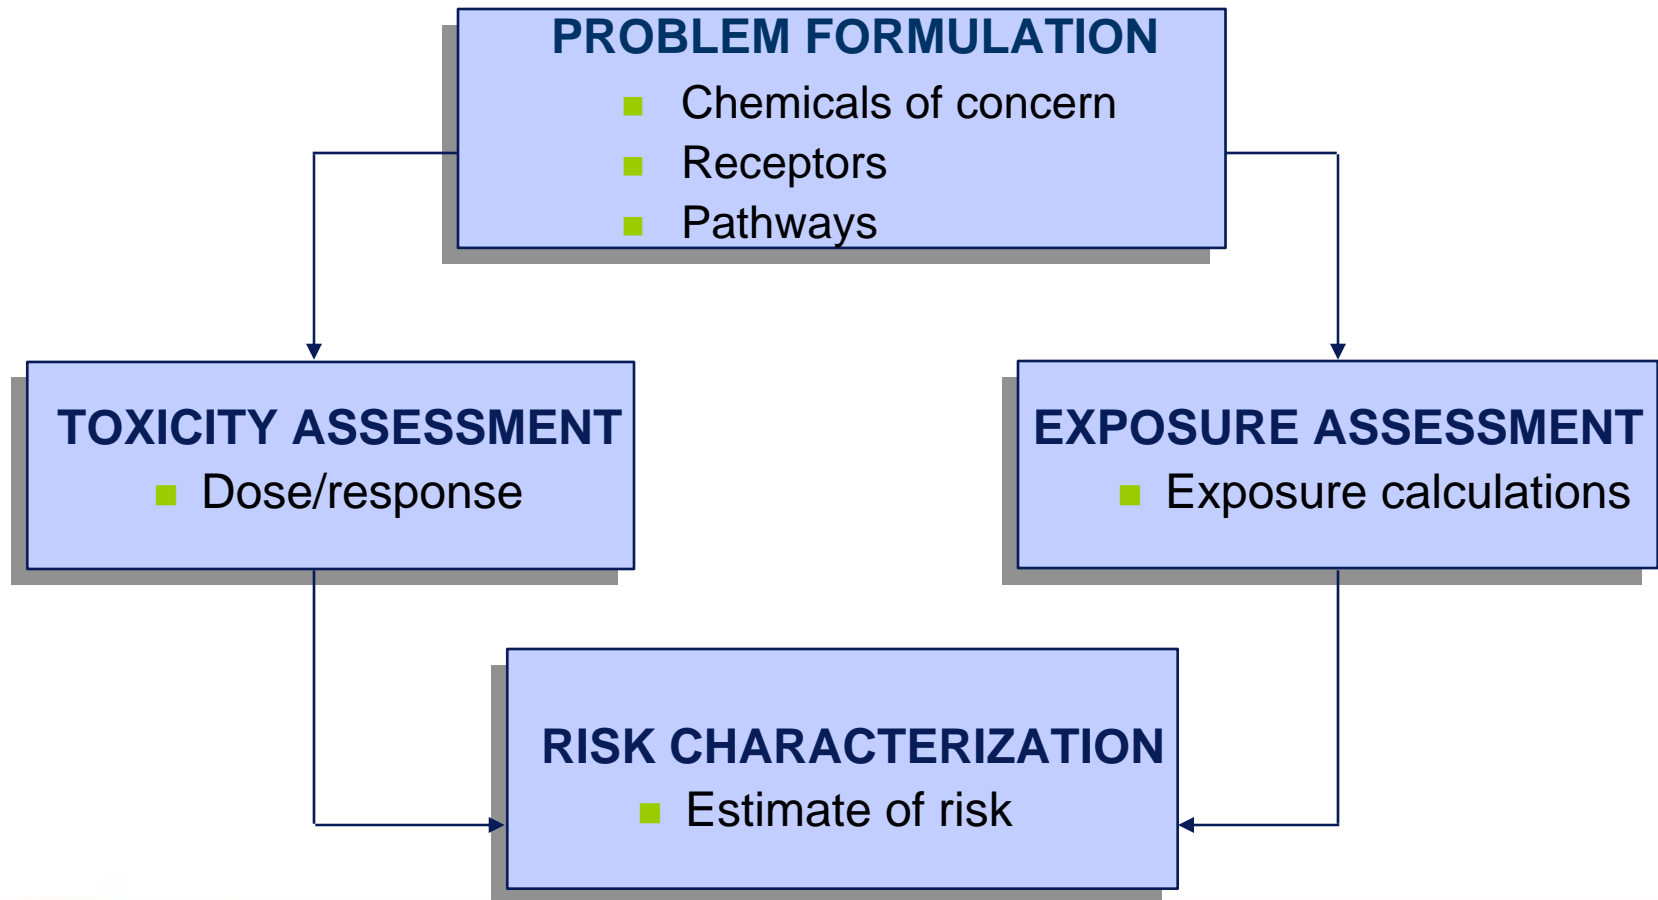 PROBLEM FORMULATION
Chemicals of concern
Receptors
Pathways
TOXICITY ASSESSMENT
Dose/response
EXPOSURE ASSESSMENT
Exposure calculations
RISK CHARACTERIZATION
Estimate of risk